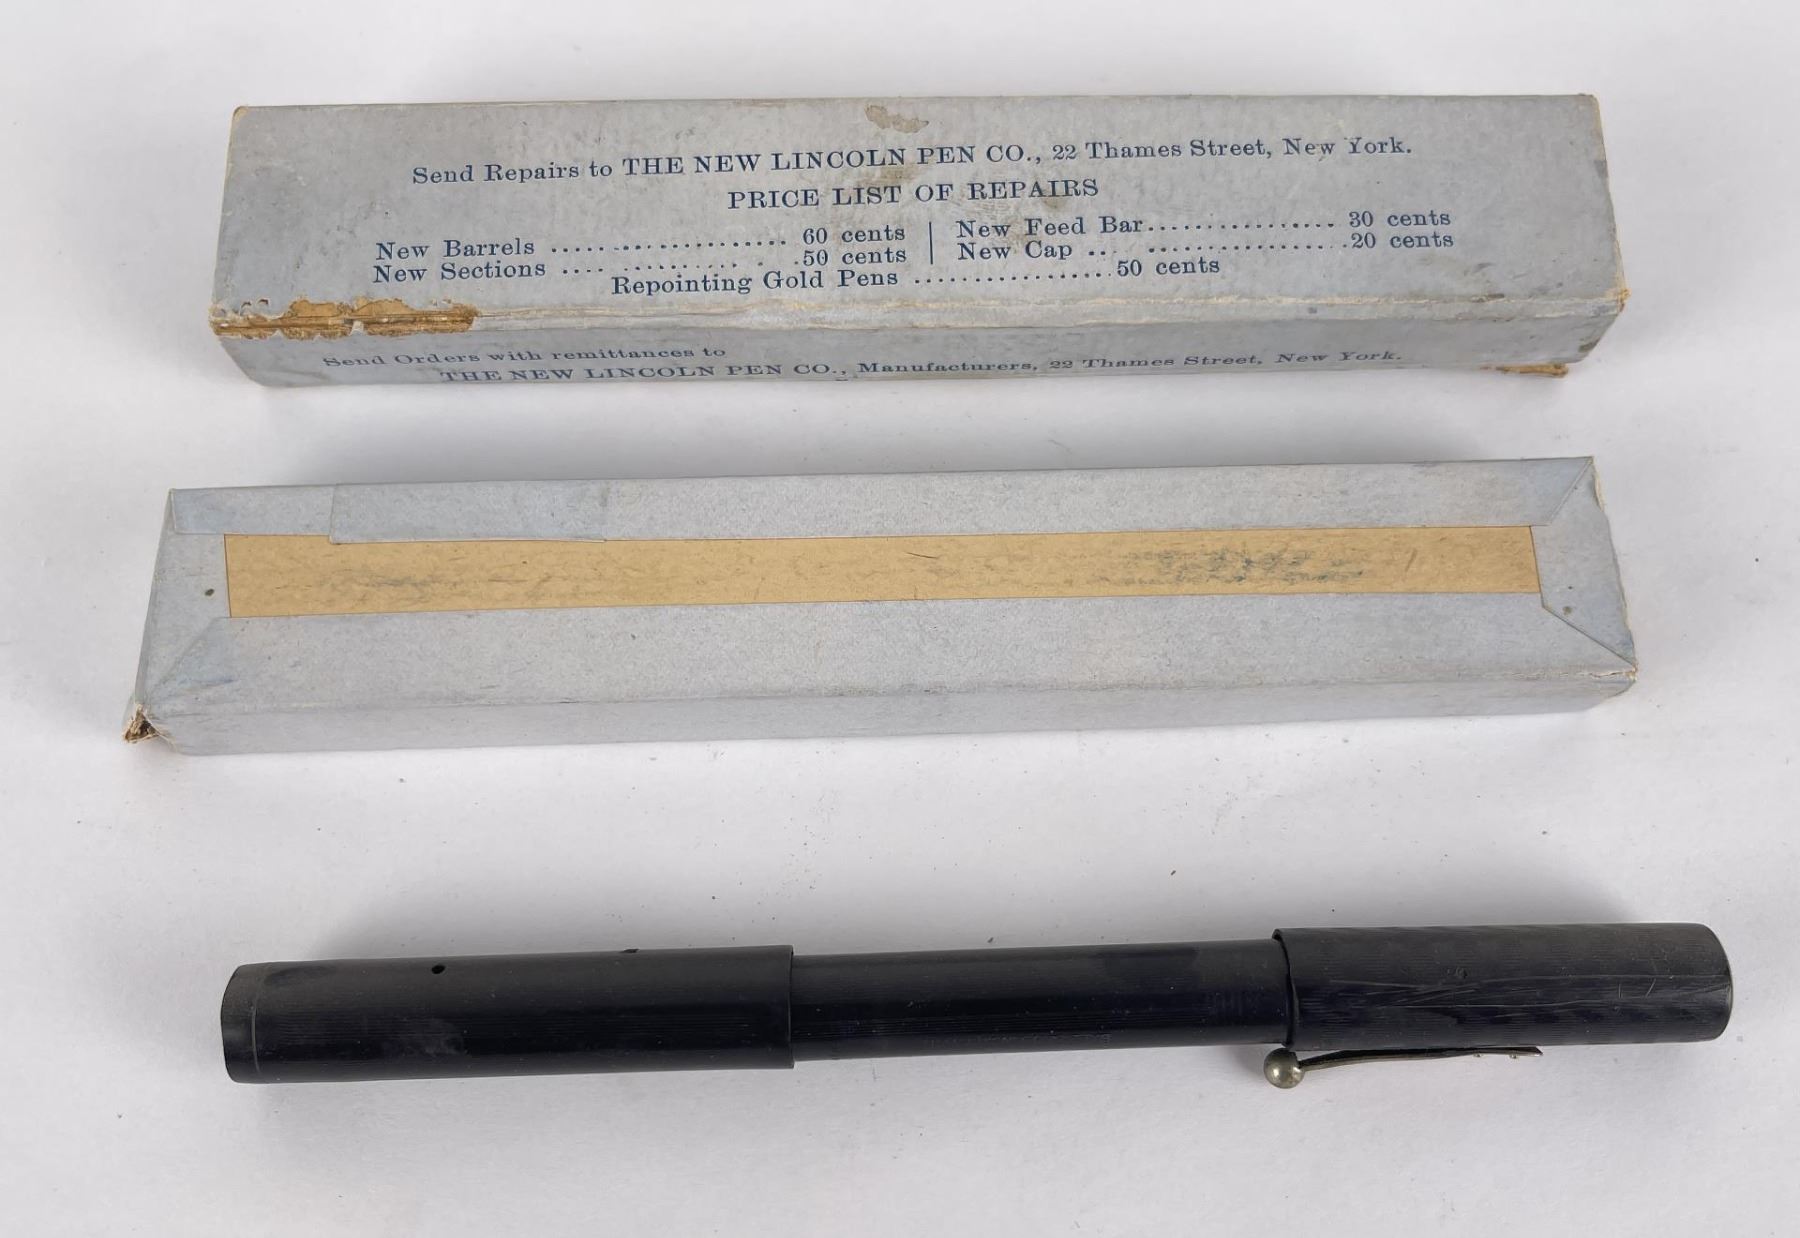 Send Repairs to THE NEW LINCOLN PEN CO., 22 Thames Street, New York.
PRICE LIST OF REPAIRS
New Barrels ........................ 60 cents | New Feed Bar................ 30 cents
New Sections .... .......... . .50 cents | New Cap ... ..................20 cents
Repointing Gold Pens .................50 cents
Send Orders with remittances to
THE NEW LINCOLN PEN CO., Manufacturers, 22 Thames Street, New York.